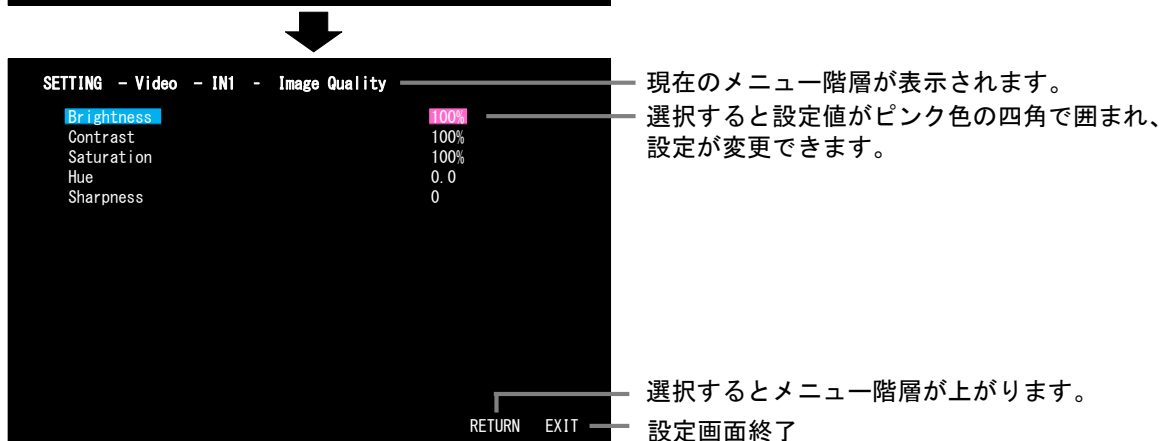 SETTING - Video - IN1 - Image Quality
現在のメニュー階層が表示されます。
Brightness 100%
選択すると設定値がピンク色の四角で囲まれ、
設定が変更できます。
Contrast 100%
Saturation 100%
Hue 0.0
Sharpness 0
選択するとメニュー階層が上がります。
RETURN EXIT
設定画面終了